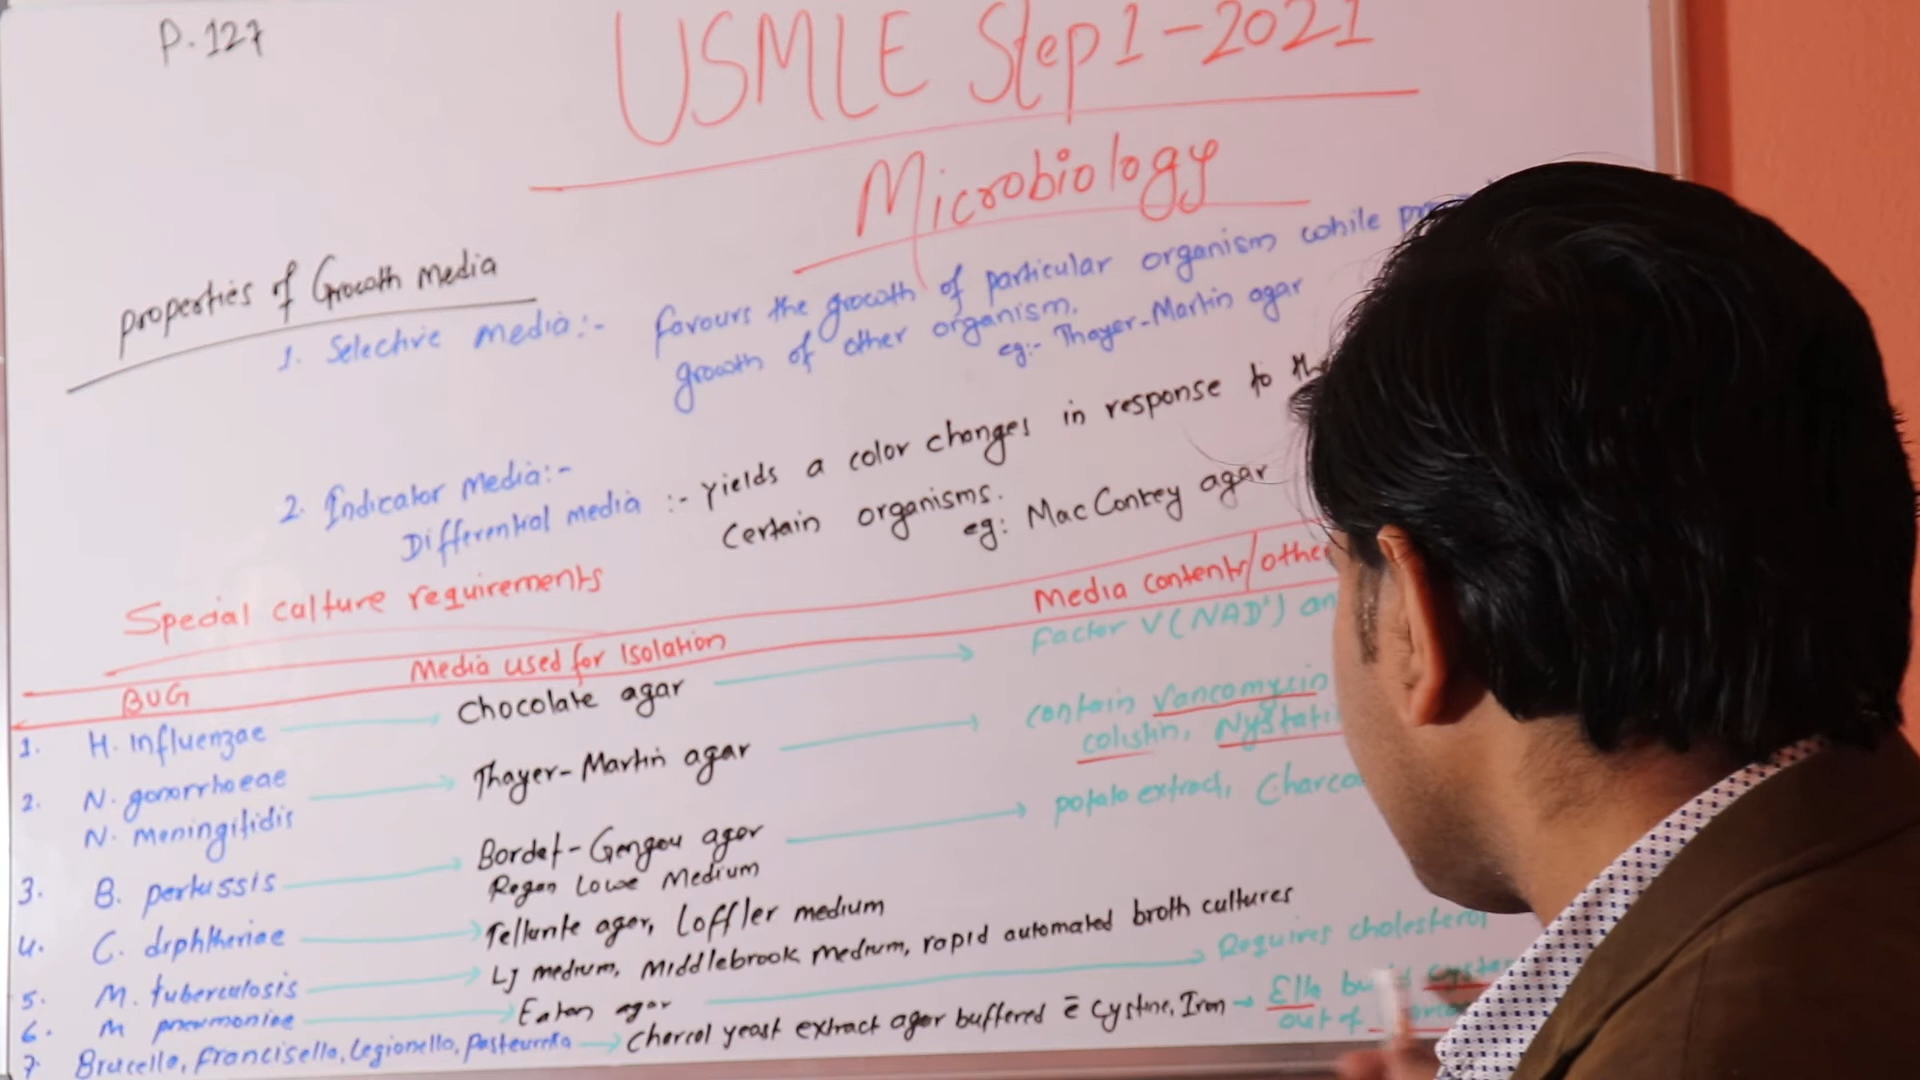 P.127
USMLE Step 1-2021
Microbiology
properties of Growth Media
1. Selective media:- favours the growth of particular organism while
growth of other organism.
eg:- Thayer-Martin agar
2. Indicator Media:-
Differential media :- yields a color changes in response to
certain organisms.
eg: Mac Conkey agar
Special culture requirements
BUG Media used for Isolation Media contents/other
1. H. influenzae Chocolate agar Factor V (NAD+)
2. N. gonorrhoeae Thayer-Martin agar contain Vancomycin
N. meningitidis colistin,
3. B. pertussis Bordet-Gengou agar potato extract,
Regan Lowe Medium
4. C. diphtheriae Tellurite agar, Loffler medium
5. M. tuberculosis LJ medium, Middlebrook medium, rapid automated broth cultures
6. M pneumoniae Eaton agar Requires cholesterol
7. Brucella, Francisella, Legionella, Pasteurella Charcol yeast extract agar buffered c̄ cystine, Iron Ella
out of